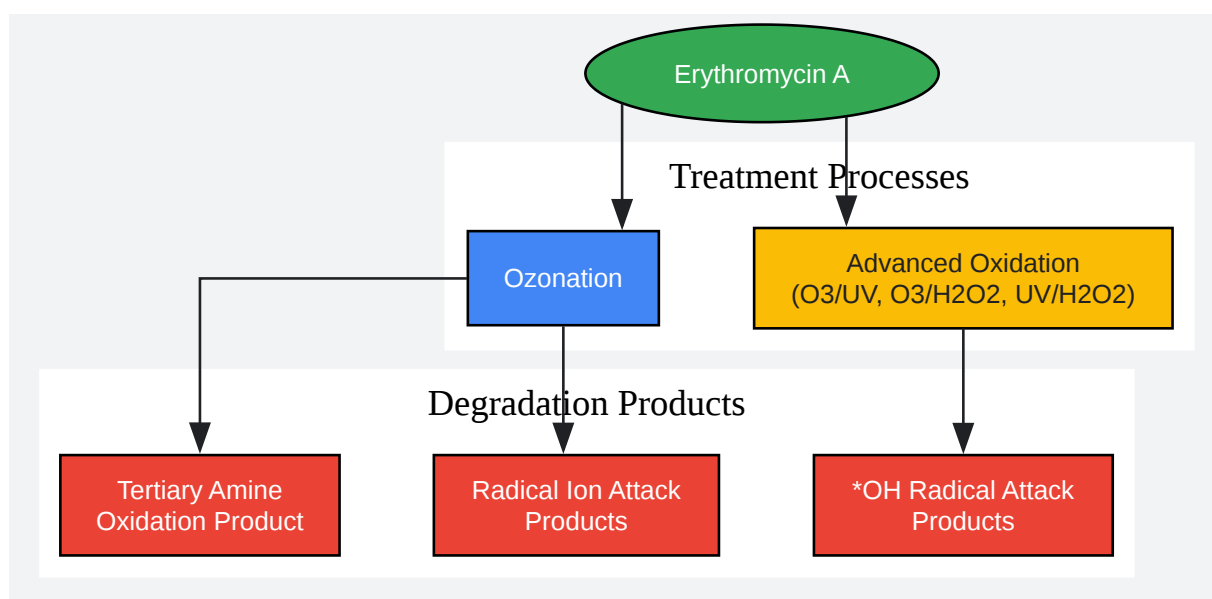 Erythromycin A
Treatment Processes
Ozonation
Advanced Oxidation
(O3/UV, O3/H2O2, UV/H2O2)
Degradation Products
Tertiary Amine
Oxidation Product
Radical Ion Attack
Products
*OH Radical Attack
Products